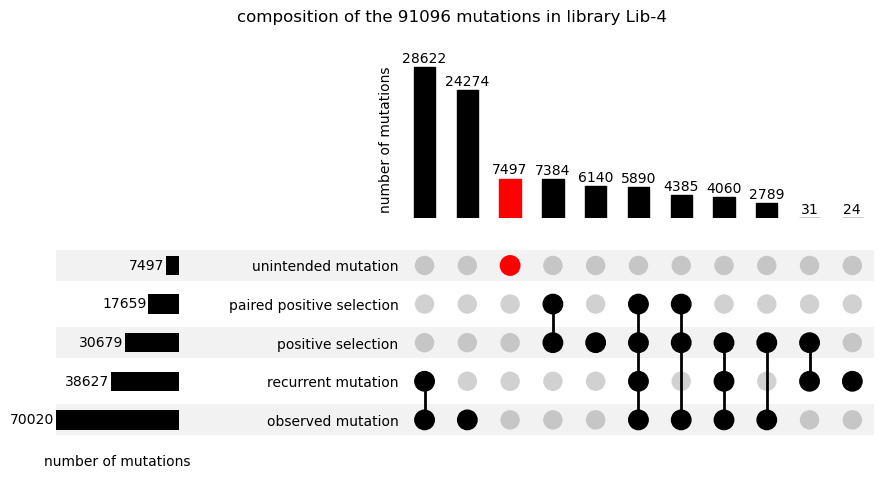 composition of the 91096 mutations in library Lib-4
number of mutations
28622
24274
7497
7384
6140
5890
4385
4060
2789
31
24
7497
unintended mutation
17659
paired positive selection
30679
positive selection
38627
recurrent mutation
70020
observed mutation
number of mutations